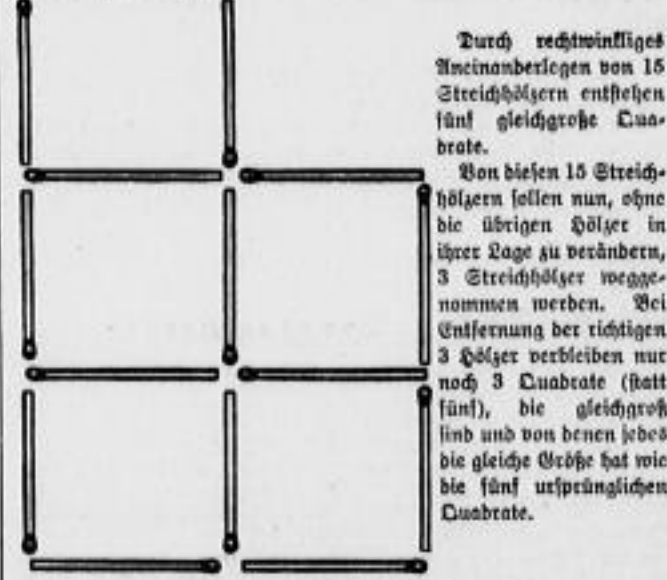 Durch rechtwinkliges
Aneinanderlegen von 15
Streichhölzern entstehen
fünf gleichgroße Qua-
drate.
Von diesen 15 Streich-
hölzern sollen nun, ohne
die übrigen Hölzer in
ihrer Lage zu verändern,
3 Streichhölzer wegge-
nommen werden. Bei
Entfernung der richtigen
3 Hölzer verbleiben nur
noch 3 Quadrate (statt
fünf), die gleichgroß
sind und von denen jedes
die gleiche Größe hat wie
die fünf ursprünglichen
Quadrate.